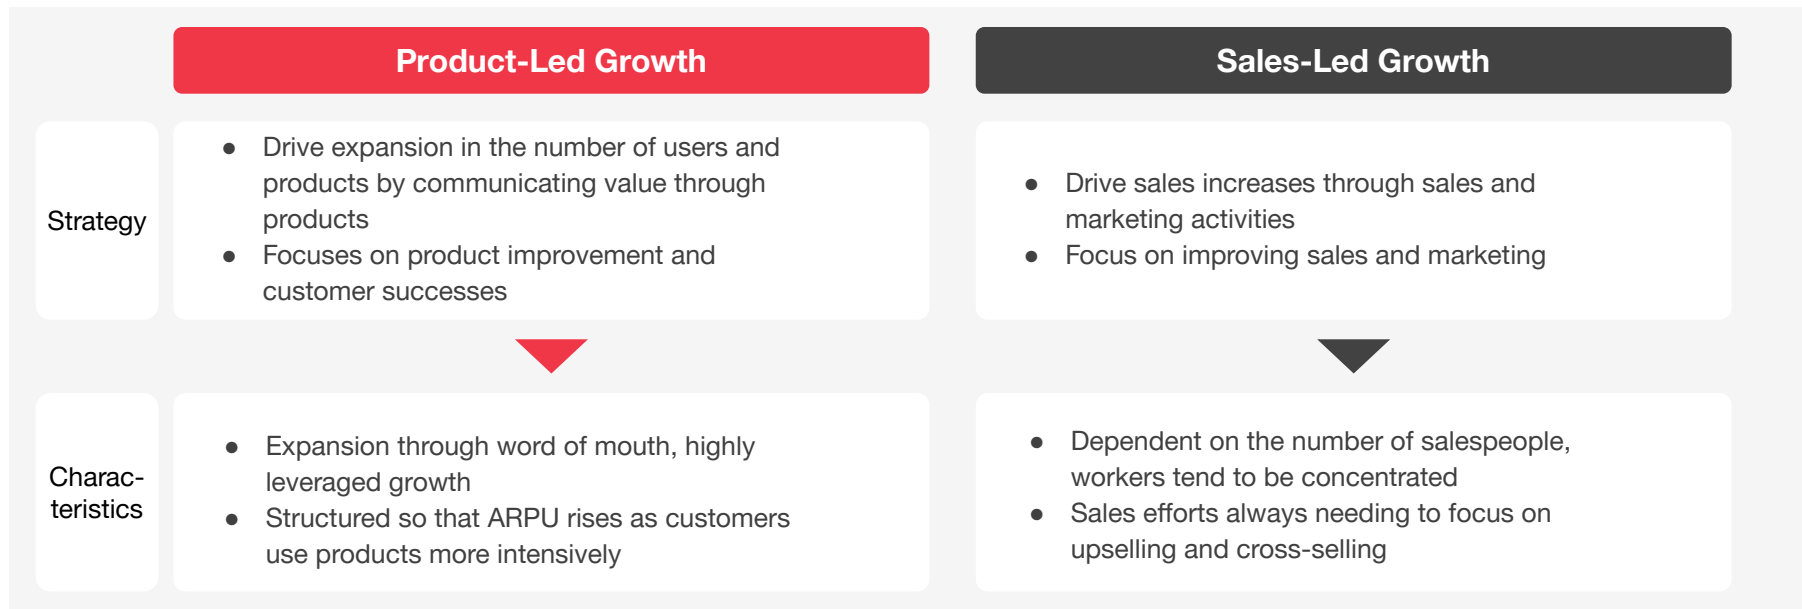 Product-Led Growth
Sales-Led Growth
Strategy
● Drive expansion in the number of users and
products by communicating value through
products
● Focuses on product improvement and
customer successes
● Drive sales increases through sales and
marketing activities
● Focus on improving sales and marketing
Charac-
teristics
● Expansion through word of mouth, highly
leveraged growth
● Structured so that ARPU rises as customers
use products more intensively
● Dependent on the number of salespeople,
workers tend to be concentrated
● Sales efforts always needing to focus on
upselling and cross-selling